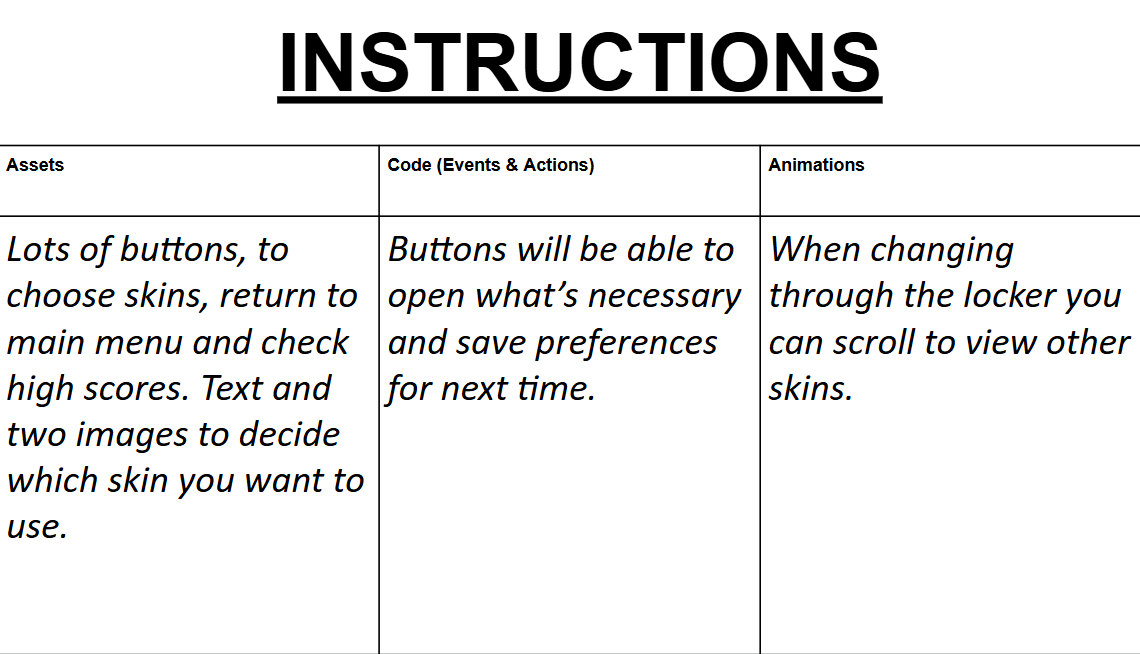 INSTRUCTIONS
Assets
Code (Events & Actions)
Animations
Lots of buttons, to
choose skins, return to
main menu and check
high scores. Text and
two images to decide
which skin you want to
use.
Buttons will be able to
open what’s necessary
and save preferences
for next time.
When changing
through the locker you
can scroll to view other
skins.